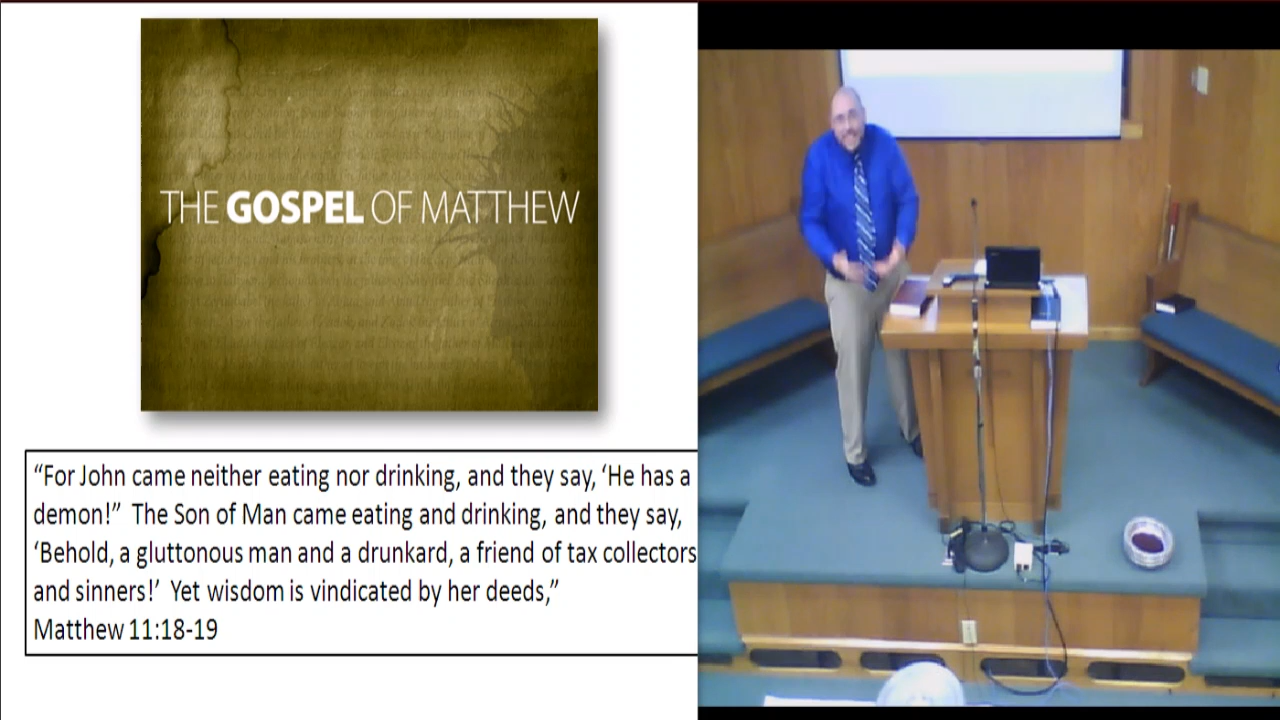 THE GOSPEL OF MATTHEW
“For John came neither eating nor drinking, and they say, ‘He has a
demon!”  The Son of Man came eating and drinking, and they say,
‘Behold, a gluttonous man and a drunkard, a friend of tax collectors
and sinners!’  Yet wisdom is vindicated by her deeds,”
Matthew 11:18-19